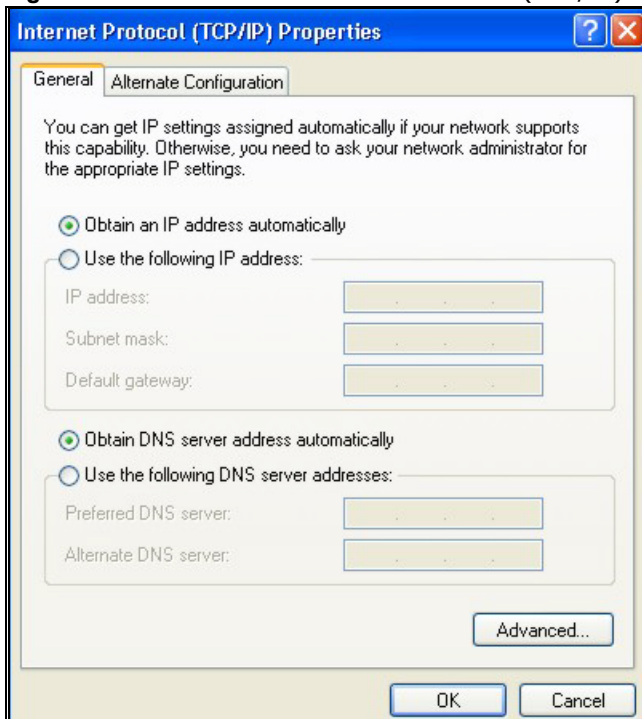 Internet Protocol (TCP/IP) Properties
General
Alternate Configuration
You can get IP settings assigned automatically if your network supports
this capability. Otherwise, you need to ask your network administrator for
the appropriate IP settings.
Obtain an IP address automatically
Use the following IP address:
IP address:
Subnet mask:
Default gateway:
Obtain DNS server address automatically
Use the following DNS server addresses:
Preferred DNS server:
Alternate DNS server:
Advanced...
OK
Cancel